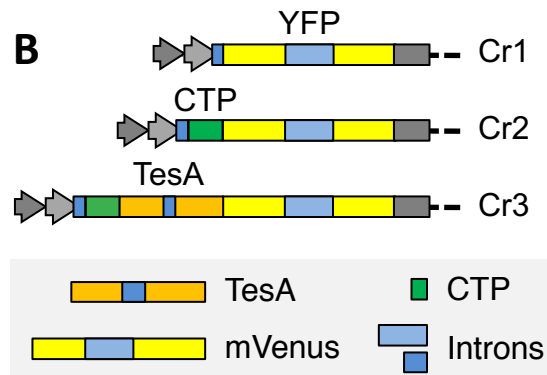 B
YFP
Cr1
CTP
Cr2
TesA
Cr3
TesA
CTP
mVenus
Introns